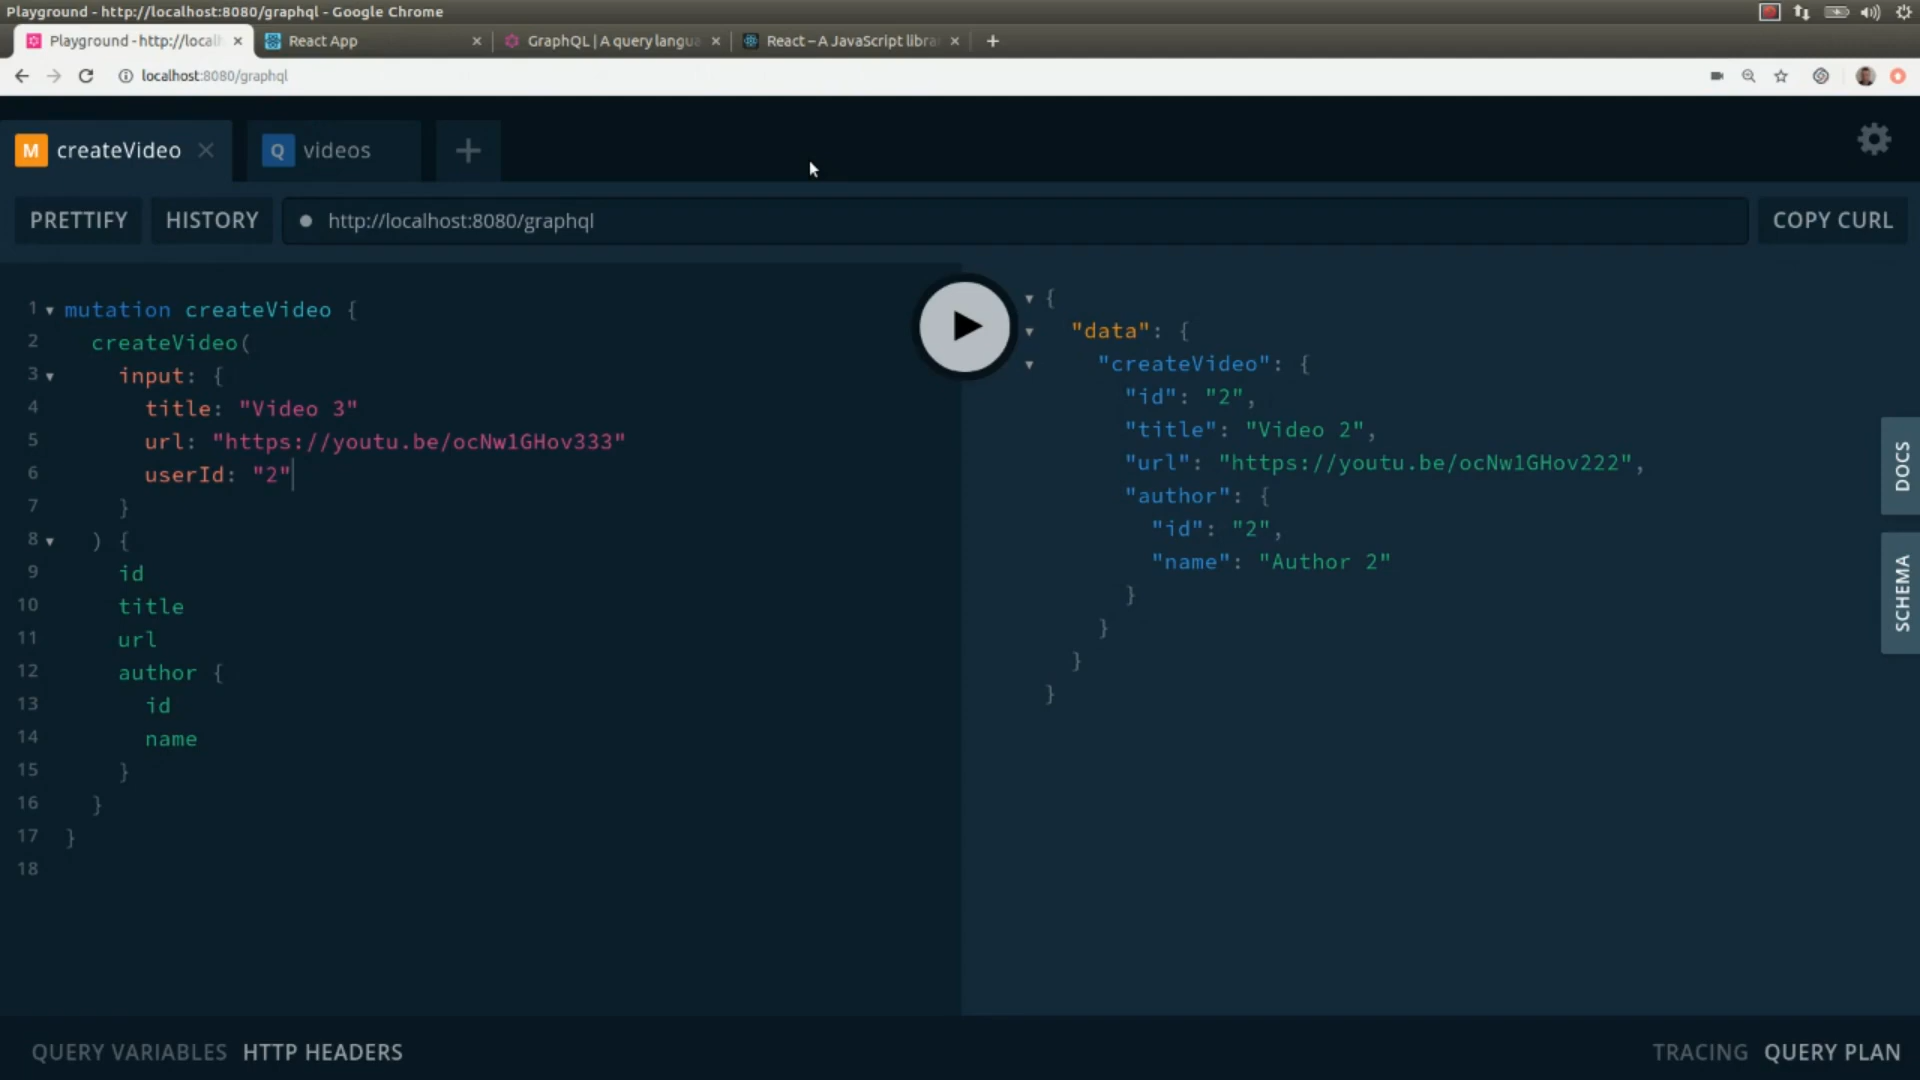 Playground - http://localhost:8080/graphql - Google Chrome
Playground - http://local
React App
GraphQL | A query langu
React – A JavaScript libra
localhost:8080/graphql
M createVideo
Q videos
PRETTIFY
HISTORY
http://localhost:8080/graphql
COPY CURL
1 mutation createVideo {
2 createVideo(
3 input: {
4 title: "Video 3"
5 url: "https://youtu.be/ocNw1GHov333"
6 userId: "2"
7 }
8 ) {
9 id
10 title
11 url
12 author {
13 id
14 name
15 }
16 }
17 }
18
{
"data": {
"createVideo": {
"id": "2",
"title": "Video 2",
"url": "https://youtu.be/ocNw1GHov222",
"author": {
"id": "2",
"name": "Author 2"
}
}
}
}
DOCS
SCHEMA
QUERY VARIABLES
HTTP HEADERS
TRACING
QUERY PLAN